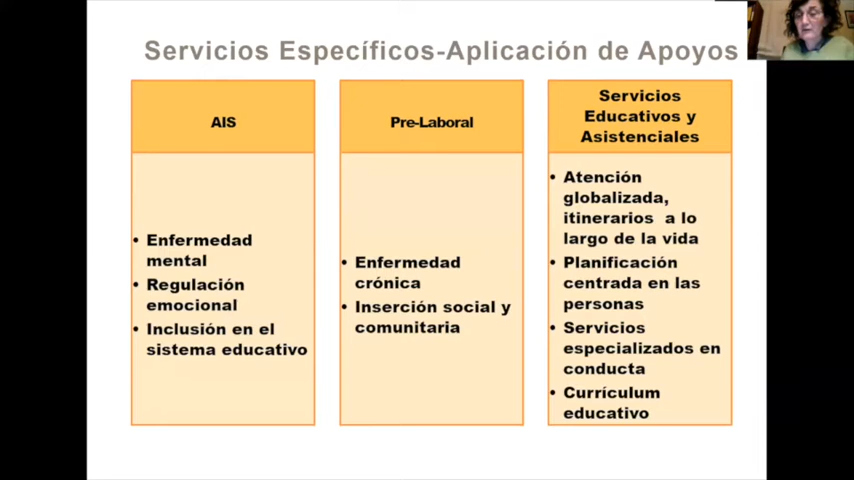 Servicios Específicos-Aplicación de Apoyos
AIS
• Enfermedad
mental
• Regulación
emocional
• Inclusión en el
sistema educativo
Pre-Laboral
• Enfermedad
crónica
• Inserción social y
comunitaria
Servicios
Educativos y
Asistenciales
• Atención
globalizada,
itinerarios a lo
largo de la vida
• Planificación
centrada en las
personas
• Servicios
especializados en
conducta
• Currículum
educativo